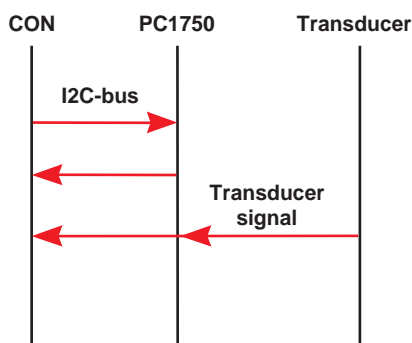 CON PC1750 Transducer
I2C-bus
Transducer
signal